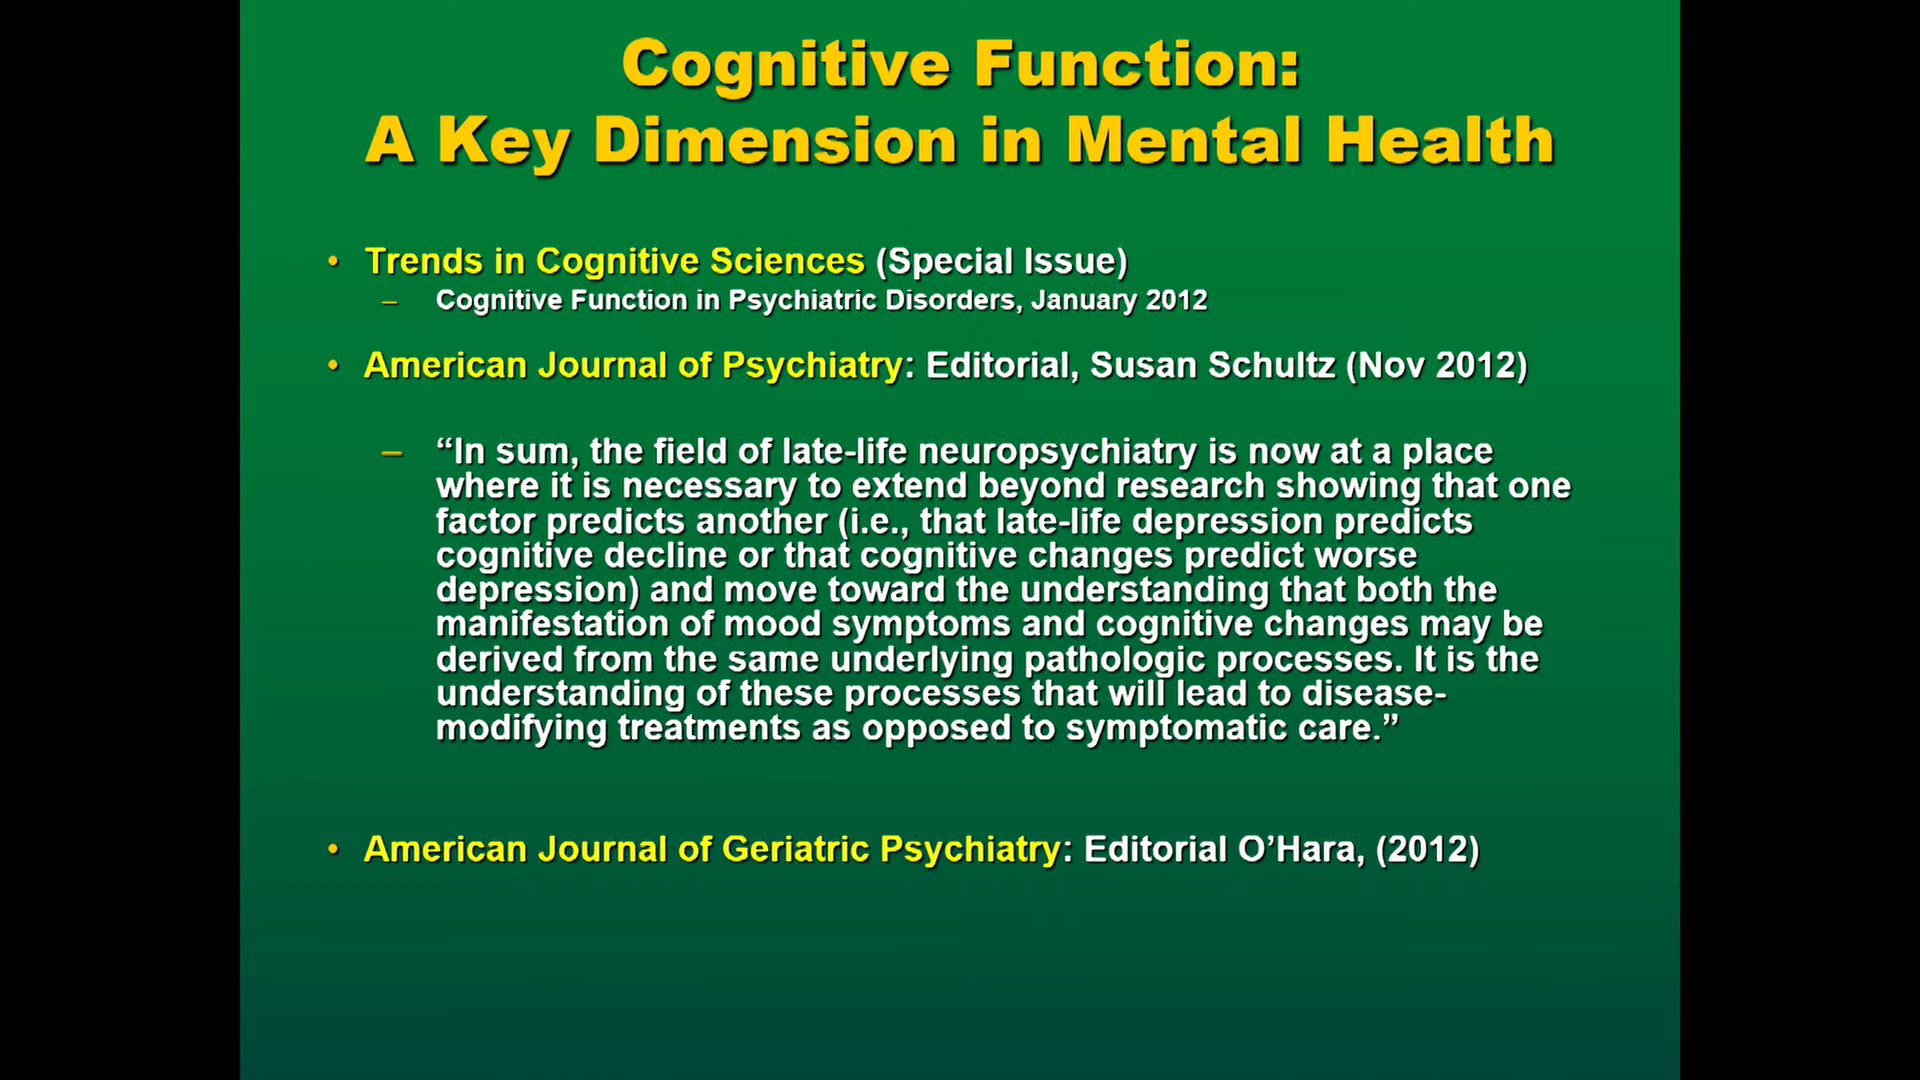 Cognitive Function:
A Key Dimension in Mental Health
• Trends in Cognitive Sciences (Special Issue)
– Cognitive Function in Psychiatric Disorders, January 2012
• American Journal of Psychiatry: Editorial, Susan Schultz (Nov 2012)
– “In sum, the field of late-life neuropsychiatry is now at a place
where it is necessary to extend beyond research showing that one
factor predicts another (i.e., that late-life depression predicts
cognitive decline or that cognitive changes predict worse
depression) and move toward the understanding that both the
manifestation of mood symptoms and cognitive changes may be
derived from the same underlying pathologic processes. It is the
understanding of these processes that will lead to disease-
modifying treatments as opposed to symptomatic care.”
• American Journal of Geriatric Psychiatry: Editorial O’Hara, (2012)